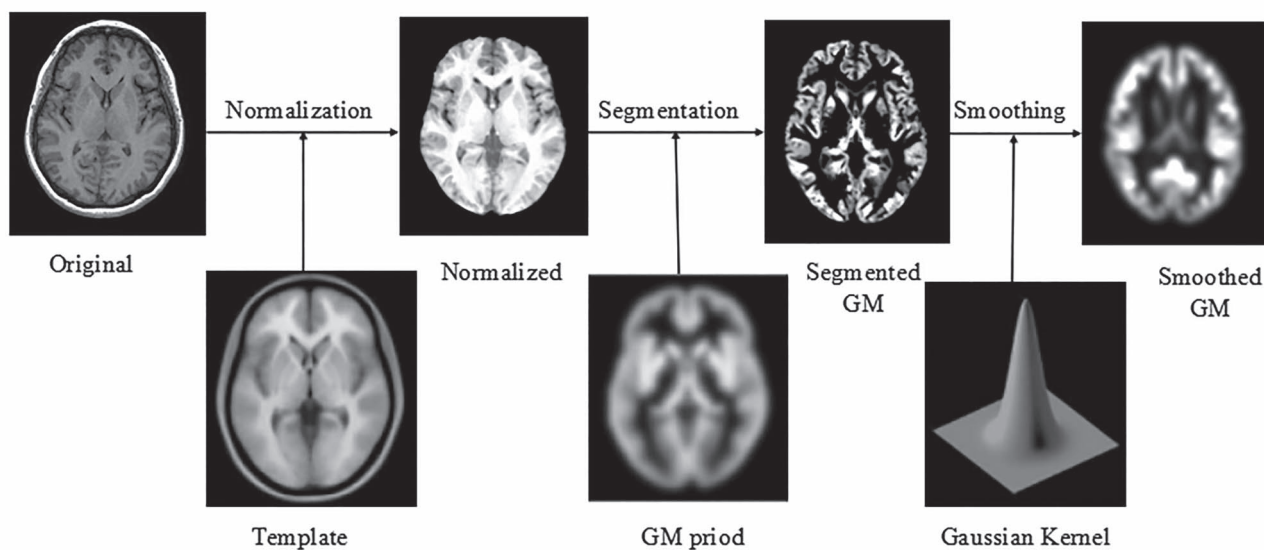 Normalization
Segmentation
Smoothing
Original
Normalized
Segmented
GM
Smoothed
GM
Template
GM priod
Gaussian Kernel